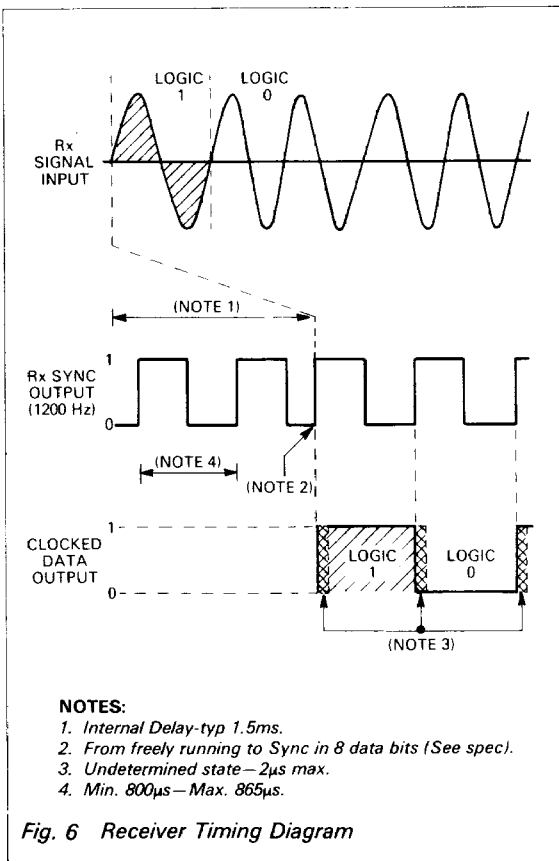 LOGIC
1
LOGIC
0
Rx
SIGNAL
INPUT
(NOTE 1)
Rx SYNC
OUTPUT
(1200 Hz)
1
0
(NOTE 4)
(NOTE 2)
CLOCKED
DATA
OUTPUT
1
0
LOGIC
1
LOGIC
0
(NOTE 3)
NOTES:
1. Internal Delay-typ 1.5ms.
2. From freely running to Sync in 8 data bits (See spec).
3. Undetermined state—2µs max.
4. Min. 800µs—Max. 865µs.
Fig. 6 Receiver Timing Diagram